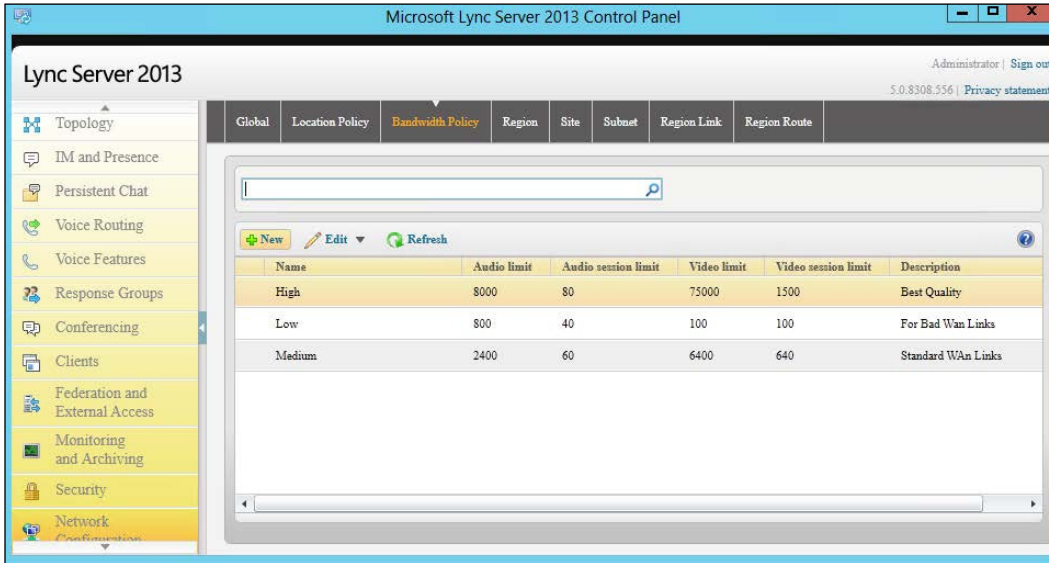 Microsoft Lync Server 2013 Control Panel
Lync Server 2013
Administrator | Sign out
5.0.8308.556 | Privacy statement
Topology
IM and Presence
Persistent Chat
Voice Routing
Voice Features
Response Groups
Conferencing
Clients
Federation and
External Access
Monitoring
and Archiving
Security
Network
Configuration
Global Location Policy Bandwidth Policy Region Site Subnet Region Link Region Route
New Edit Refresh
Name Audio limit Audio session limit Video limit Video session limit Description
High 8000 80 75000 1500 Best Quality
Low 800 40 100 100 For Bad Wan Links
Medium 2400 60 6400 640 Standard WAn Links